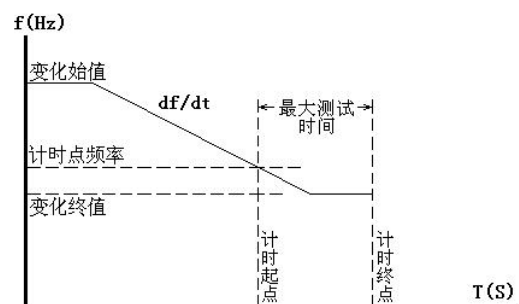 f(Hz)
变化始值
df/dt
最大测试
时间
计时点频率
变化终值
计时起点
计时终点
T(S)